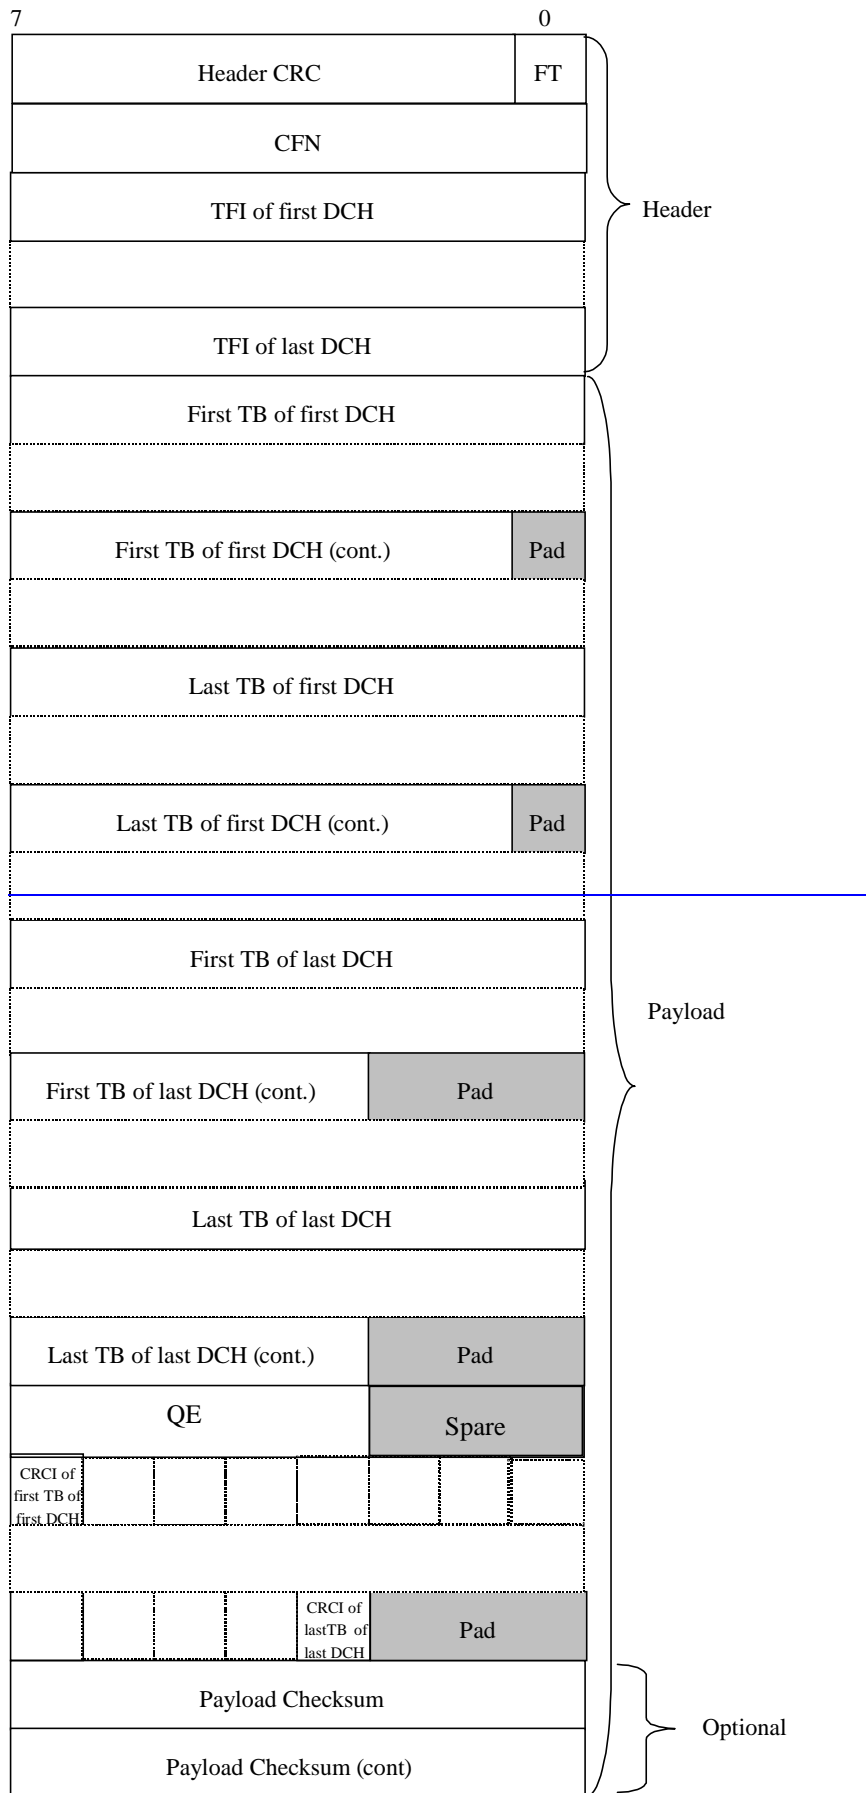 7 0
Header CRC FT
CFN
TFI of first DCH
Header
TFI of last DCH
First TB of first DCH
First TB of first DCH (cont.) Pad
Last TB of first DCH
Last TB of first DCH (cont.) Pad
First TB of last DCH
Payload
First TB of last DCH (cont.) Pad
Last TB of last DCH
Last TB of last DCH (cont.) Pad
QE Spare
CRCI of
first TB of
first DCH
CRCI of
lastTB of
last DCH
Pad
Payload Checksum
Optional
Payload Checksum (cont)